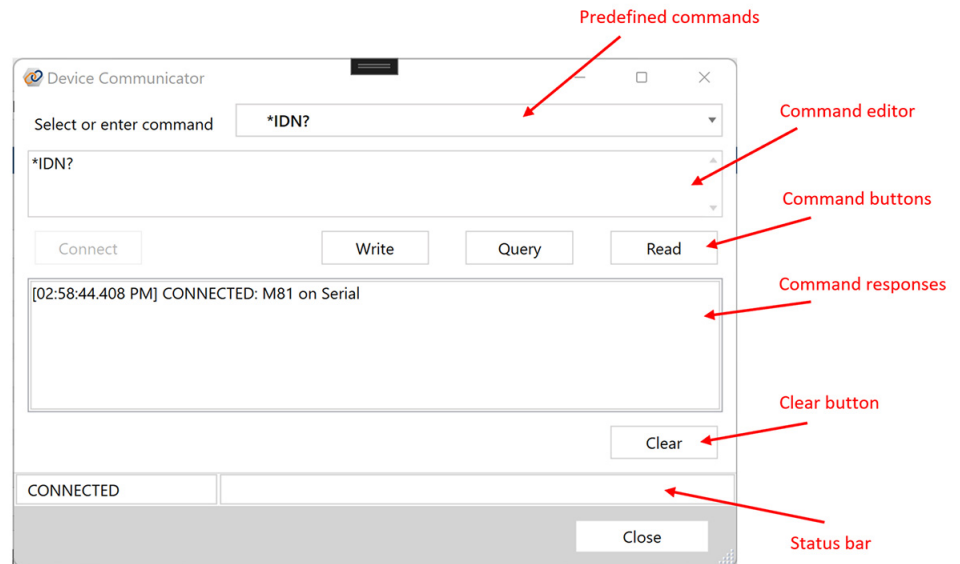 Predefined commands
Device Communicator
Select or enter command
*IDN?
Command editor
*IDN?
Command buttons
Connect
Write
Query
Read
Command responses
[02:58:44.408 PM] CONNECTED: M81 on Serial
Clear button
Clear
CONNECTED
Close
Status bar